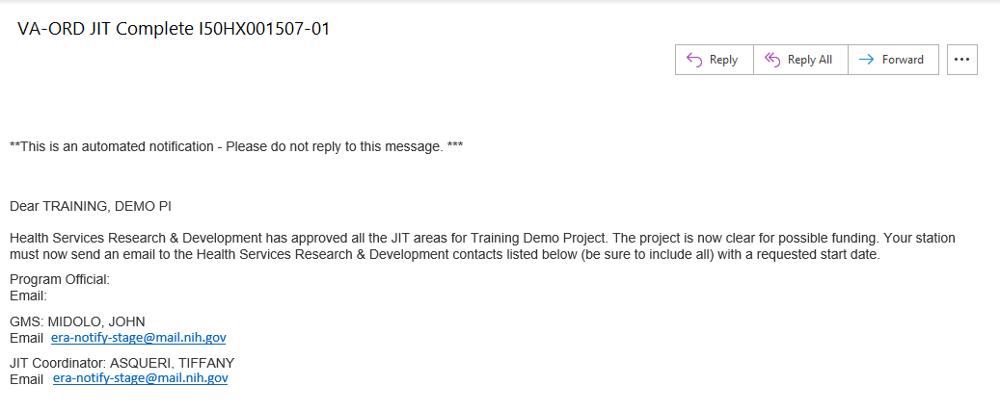 VA-ORD JIT Complete I50HX001507-01
Reply
Reply All
Forward
**This is an automated notification - Please do not reply to this message. ***
Dear TRAINING, DEMO PI
Health Services Research & Development has approved all the JIT areas for Training Demo Project. The project is now clear for possible funding. Your station
must now send an email to the Health Services Research & Development contacts listed below (be sure to include all) with a requested start date.
Program Official:
Email:
GMS: MIDOLO, JOHN
Email era-notify-stage@mail.nih.gov
JIT Coordinator: ASQUERI, TIFFANY
Email era-notify-stage@mail.nih.gov